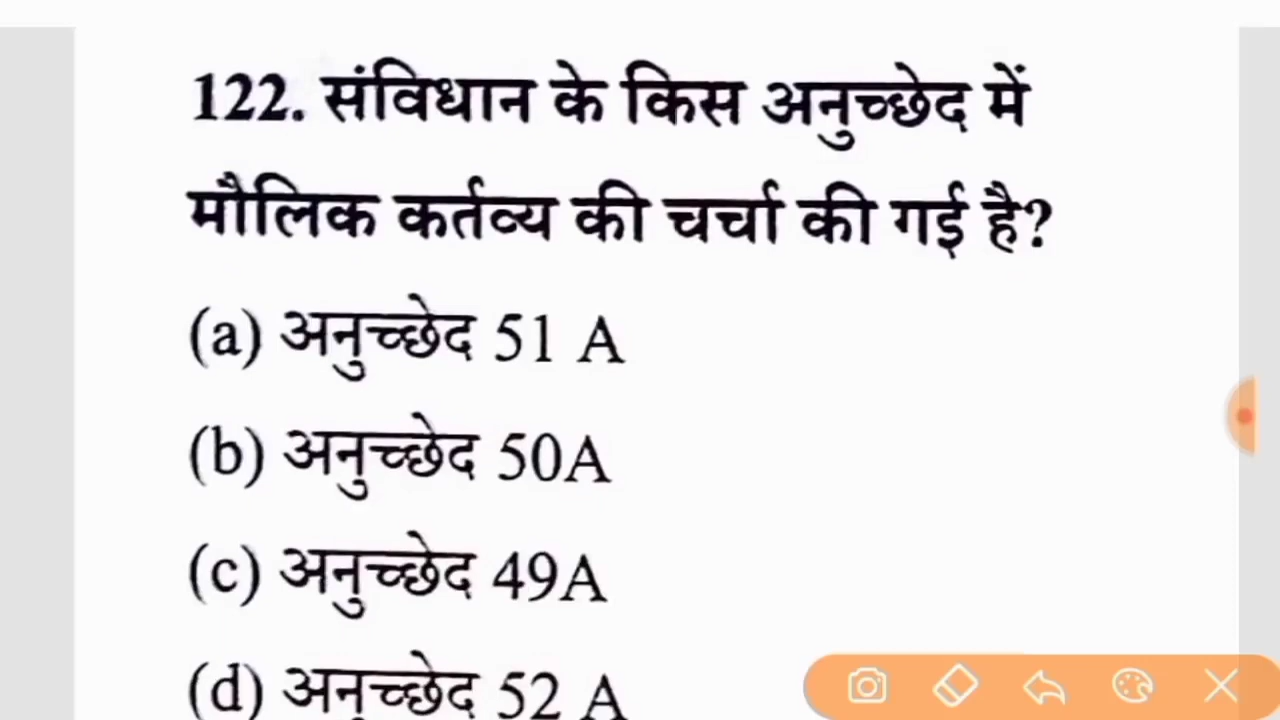 122. संविधान के किस अनुच्छेद में
मौलिक कर्तव्य की चर्चा की गई है?
(a) अनुच्छेद 51 A
(b) अनुच्छेद 50A
(c) अनुच्छेद 49A
(d) अनुच्छेद 52 A